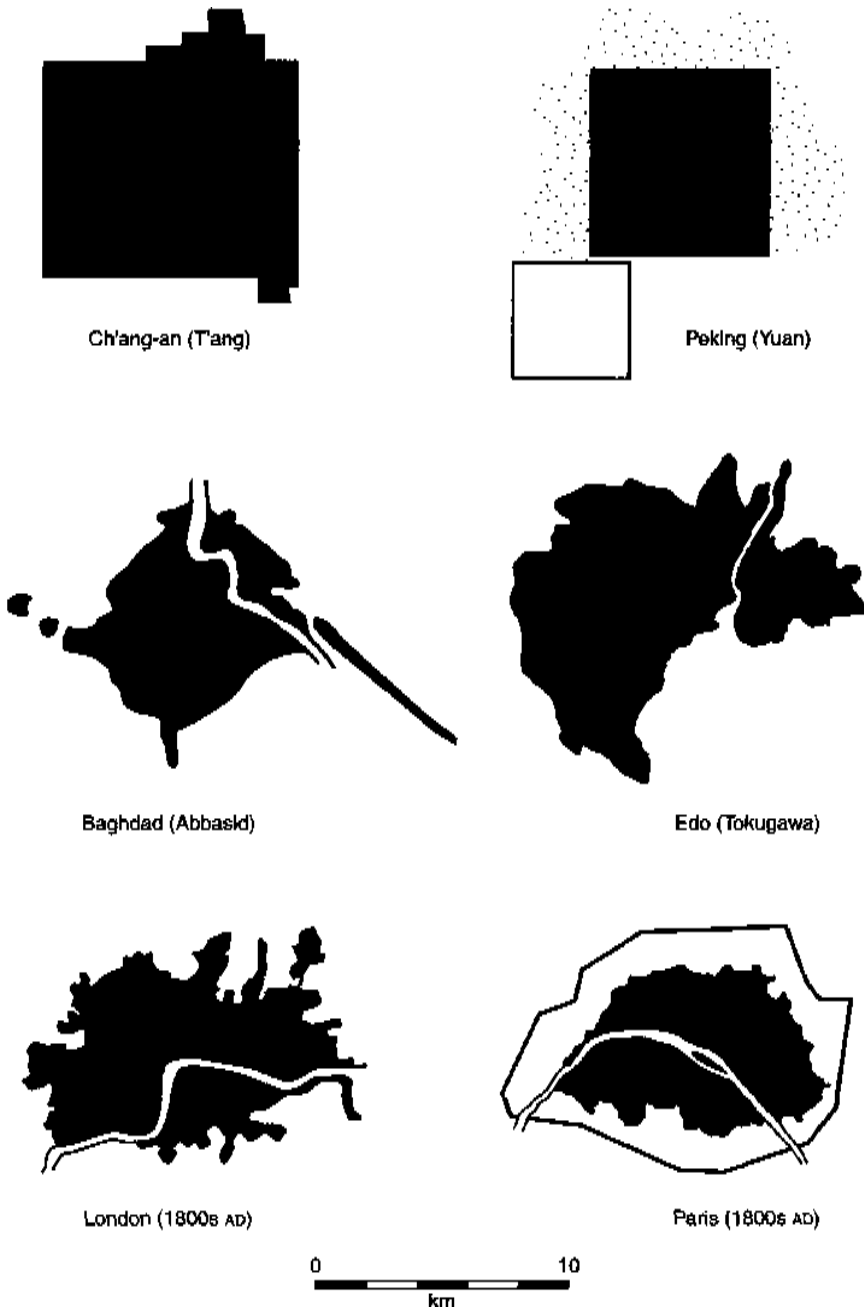 Ch'ang-an (T'ang)
Peking (Yuan)
Baghdad (Abbasid)
Edo (Tokugawa)
London (1800s AD)
Paris (1800s AD)
0 10
km